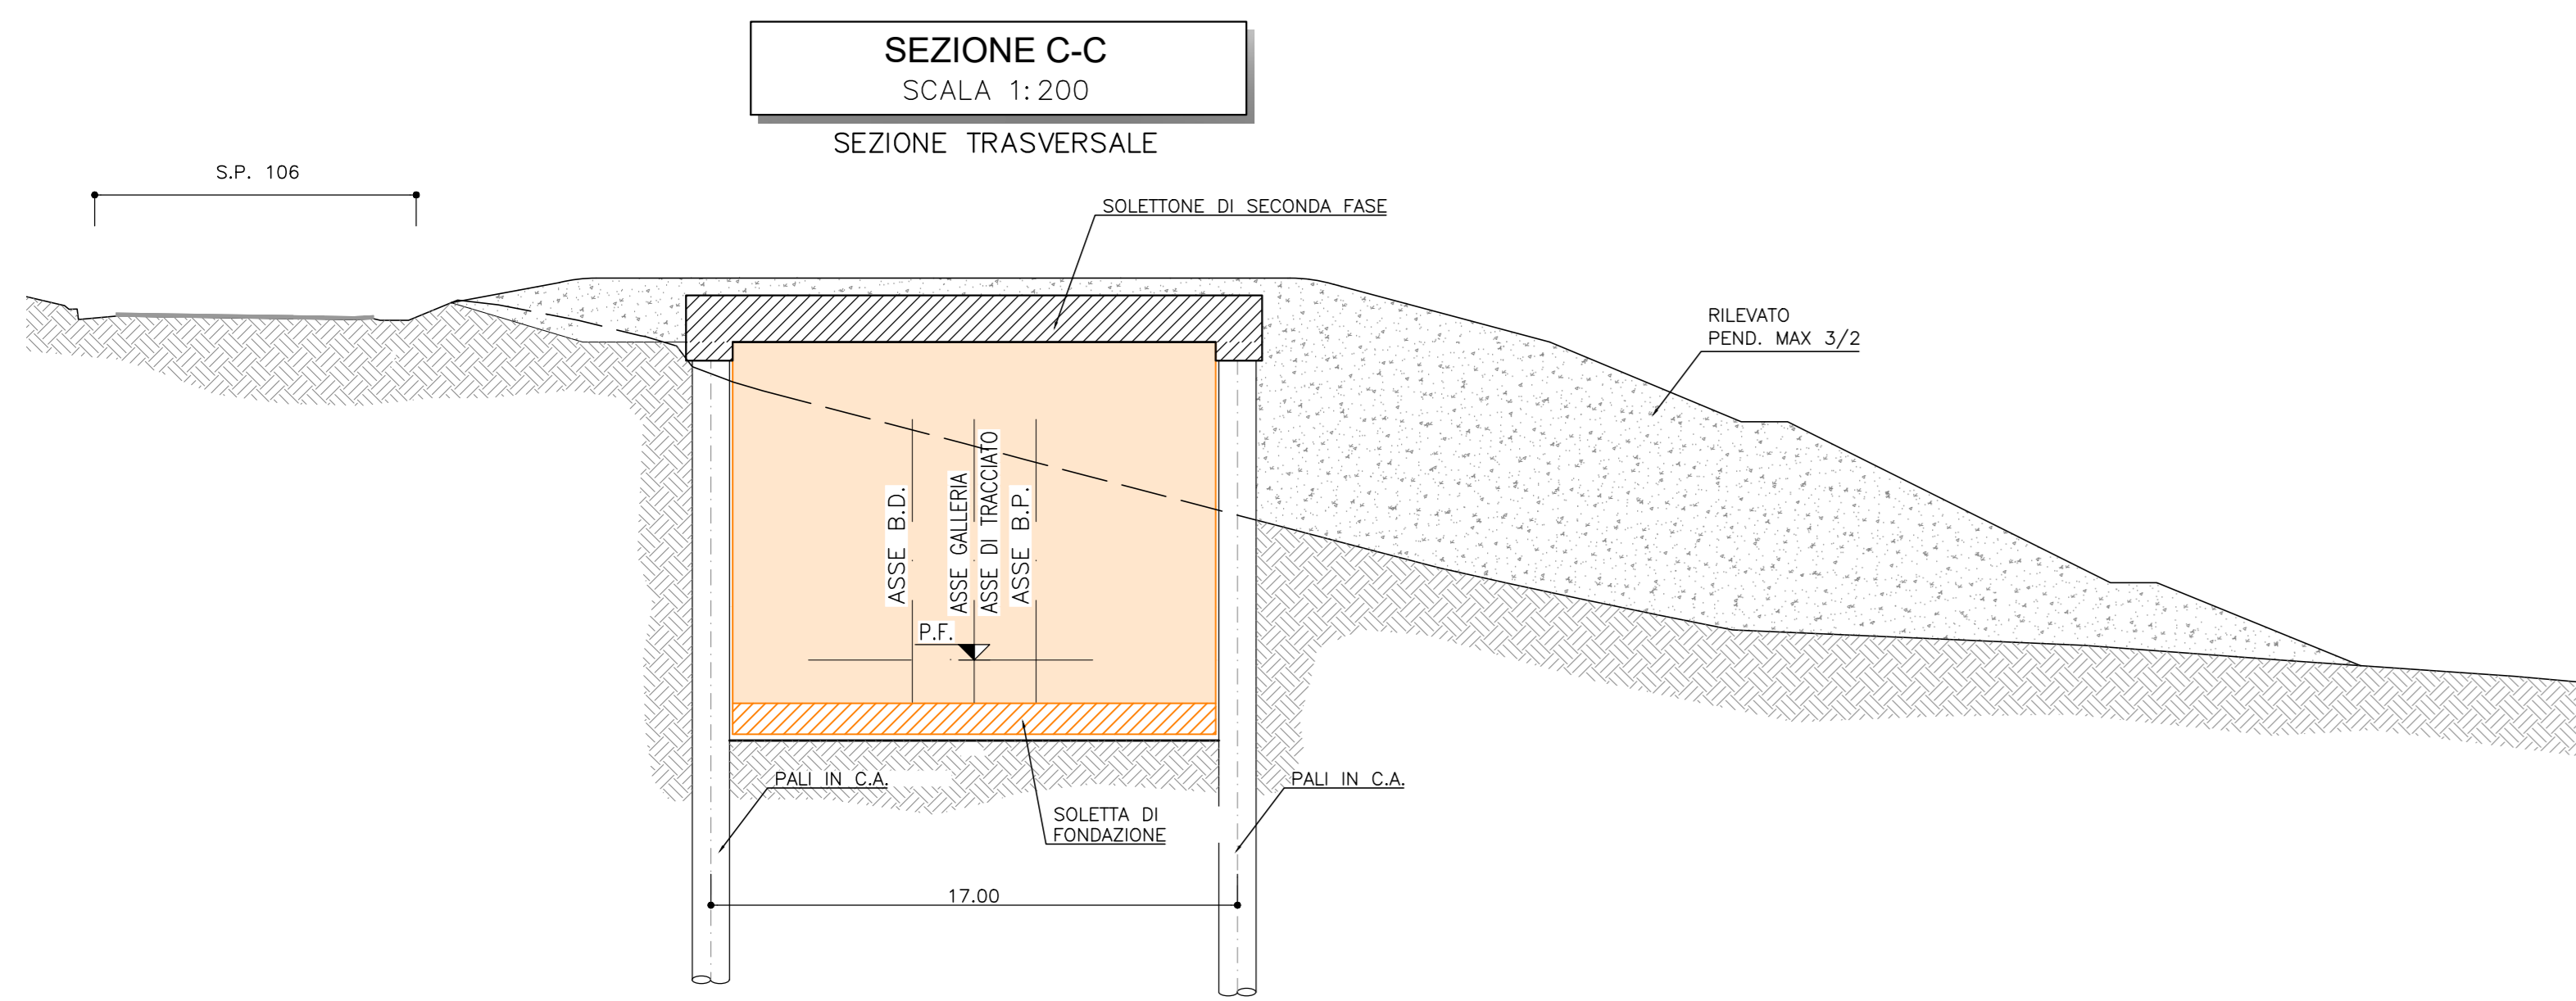 SEZIONE C-C
SCALA 1:200
SEZIONE TRASVERSALE
S.P. 106
SOLETTONE DI SECONDA FASE
RILEVATO
PEND. MAX 3/2
ASSE B.D.
ASSE GALLERIA
ASSE DI TRACCIATO
ASSE B.P.
P.F.
PALI IN C.A.
PALI IN C.A.
SOLETTA DI
FONDAZIONE
17.00